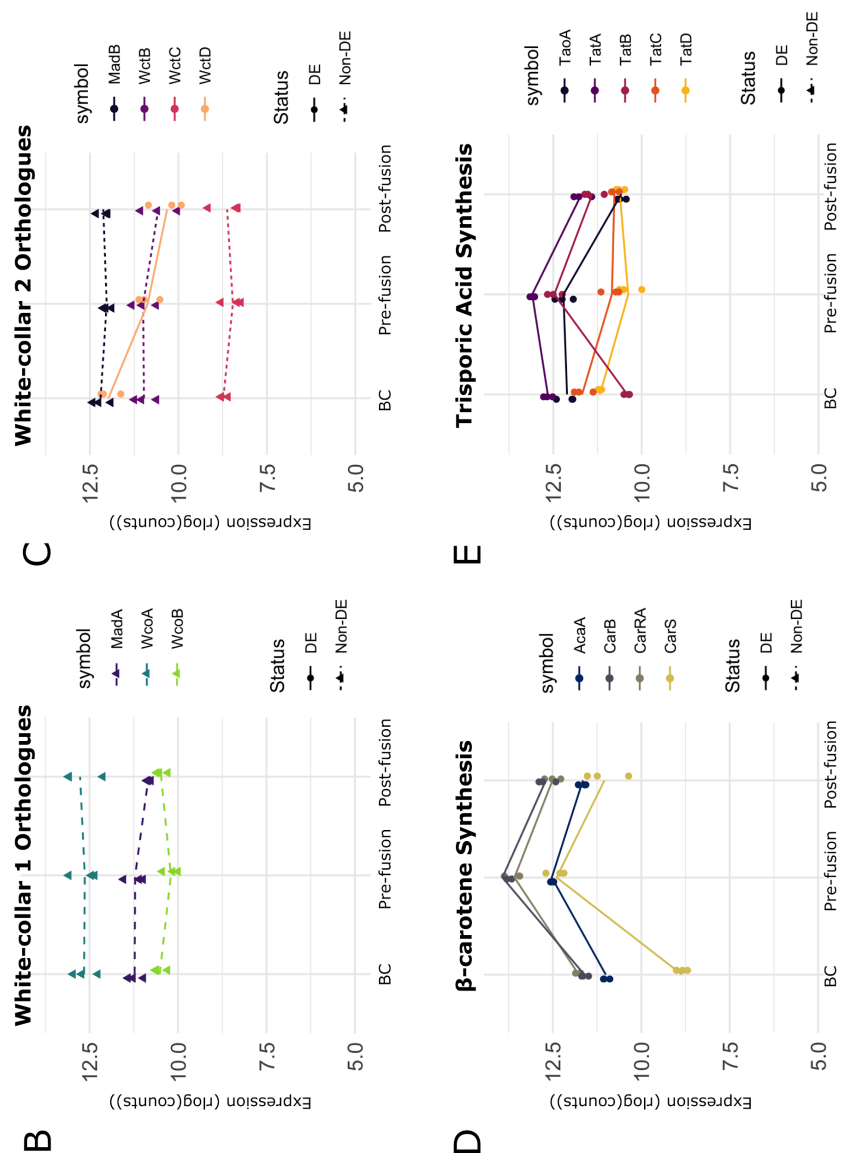 B
White-collar 1 Orthologues
Expression (rlog(counts))
12.5
10.0
7.5
5.0
BC
Pre-fusion
Post-fusion
symbol
MadA
WcoA
WcoB
Status
DE
Non-DE
C
White-collar 2 Orthologues
Expression (rlog(counts))
12.5
10.0
7.5
5.0
BC
Pre-fusion
Post-fusion
symbol
MadB
WctB
WctC
WctD
Status
DE
Non-DE
D
β-carotene Synthesis
Expression (rlog(counts))
12.5
10.0
7.5
5.0
BC
Pre-fusion
Post-fusion
symbol
AcaA
CarB
CarRA
CarS
Status
DE
Non-DE
E
Trisporic Acid Synthesis
Expression (rlog(counts))
12.5
10.0
7.5
5.0
BC
Pre-fusion
Post-fusion
symbol
TaoA
TatA
TatB
TatC
TatD
Status
DE
Non-DE